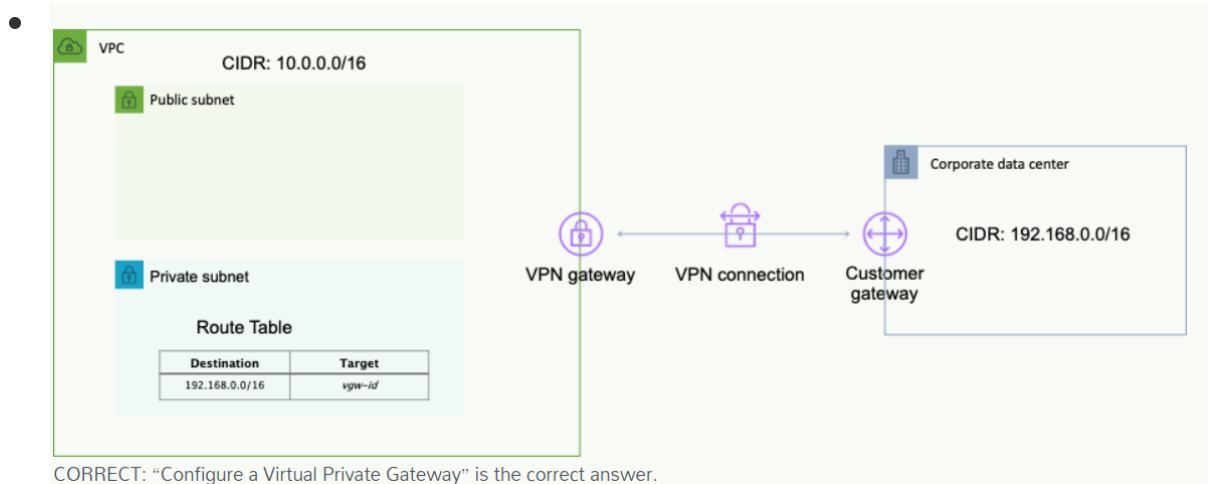 VPC
CIDR: 10.0.0.0/16
Public subnet
Corporate data center
CIDR: 192.168.0.0/16
VPN gateway
VPN connection
Customer
gateway
Private subnet
Route Table
Destination Target
192.168.0.0/16 vgw-id
CORRECT: “Configure a Virtual Private Gateway” is the correct answer.